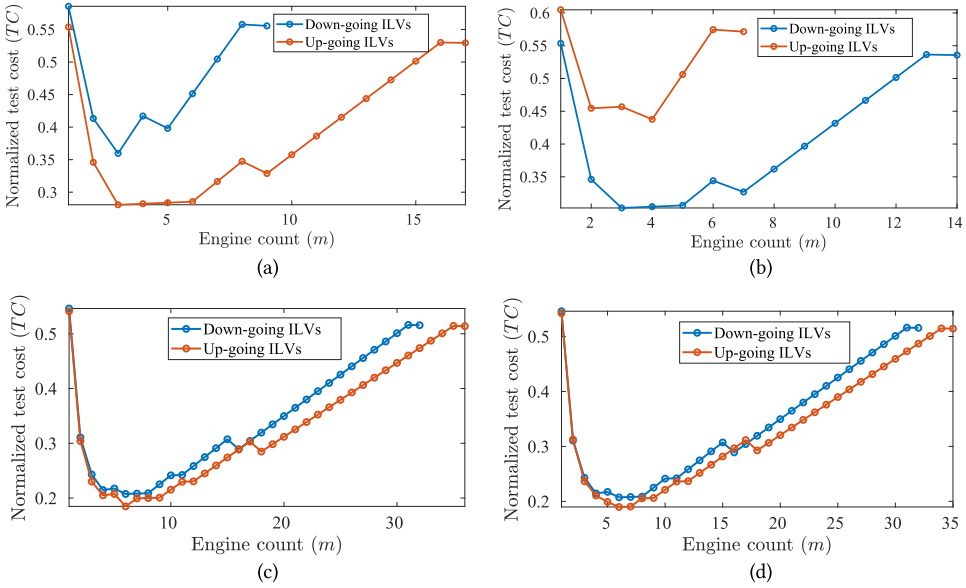 Normalized test cost (TC)
0.55
0.5
0.45
0.4
0.35
0.3
Down-going ILVs
Up-going ILVs
5
10
15
Engine count (m)
(a)
Normalized test cost (TC)
0.6
0.55
0.5
0.45
0.4
0.35
Down-going ILVs
Up-going ILVs
2
4
6
8
10
12
14
Engine count (m)
(b)
Normalized test cost (TC)
0.5
0.4
0.3
0.2
Down-going ILVs
Up-going ILVs
10
20
30
Engine count (m)
(c)
Normalized test cost (TC)
0.5
0.4
0.3
0.2
Down-going ILVs
Up-going ILVs
5
10
15
20
25
30
35
Engine count (m)
(d)